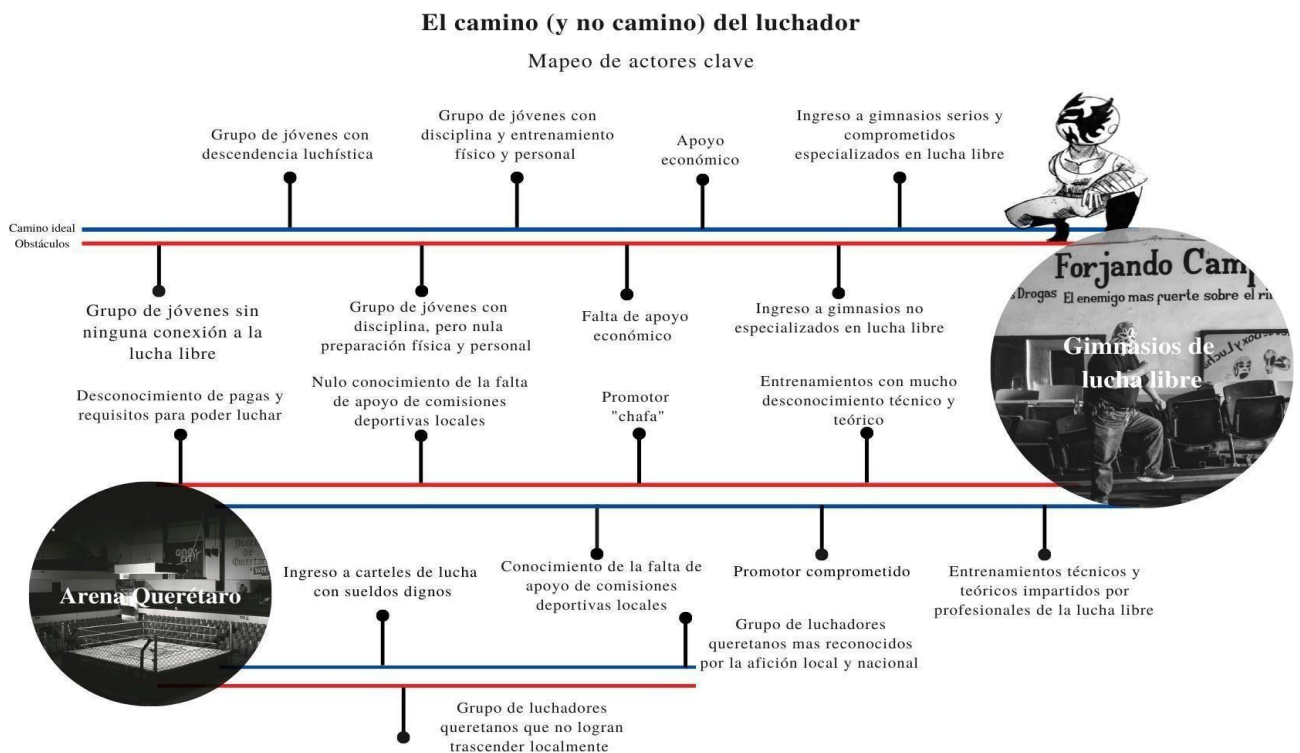 El camino (y no camino) del luchador
Mapeo de actores clave
Grupo de jóvenes con
descendencia luchística
Grupo de jóvenes con
disciplina y entrenamiento
físico y personal
Apoyo
económico
Ingreso a gimnasios serios y
comprometidos
especializados en lucha libre
Camino ideal
Obstáculos
Grupo de jóvenes sin
ninguna conexión a la
lucha libre
Grupo de jóvenes con
disciplina, pero nula
preparación física y personal
Falta de apoyo
económico
Ingreso a gimnasios no
especializados en lucha libre
Forjando Cam
Drogas El enemigo mas fuerte sobre el
Gimnasios de
lucha libre
Desconocimiento de pagas y
requisitos para poder luchar
Nulo conocimiento de la falta
de apoyo de comisiones
deportivas locales
Promotor
"chafa"
Entrenamientos con mucho
desconocimiento técnico y
teórico
Arena Querétaro
Ingreso a carteles de lucha
con sueldos dignos
Conocimiento de la falta de
apoyo de comisiones
deportivas locales
Promotor comprometido
Entrenamientos técnicos y
teóricos impartidos por
profesionales de la lucha libre
Grupo de luchadores
queretanos mas reconocidos
por la afición local y nacional
Grupo de luchadores
queretanos que no logran
trascender localmente